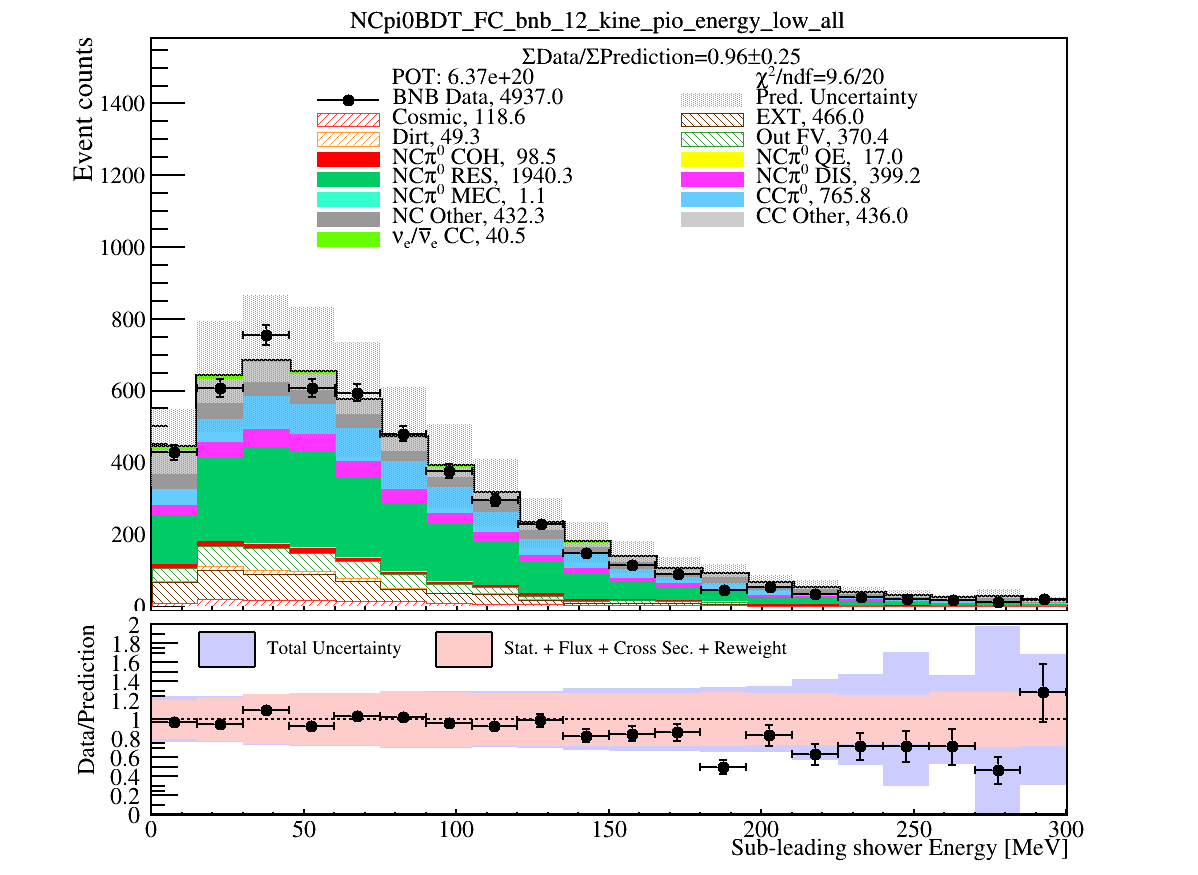 NCpi0BDT_FC_bnb_12_kine_pio_energy_low_all
ΣData/ΣPrediction=0.96±0.25
POT: 6.37e+20
χ²/ndf=9.6/20
BNB Data, 4937.0
Pred. Uncertainty
Cosmic, 118.6
EXT, 466.0
Dirt, 49.3
Out FV, 370.4
NCπ⁰ COH, 98.5
NCπ⁰ QE, 17.0
NCπ⁰ RES, 1940.3
NCπ⁰ DIS, 399.2
NCπ⁰ MEC, 1.1
CCπ⁰, 765.8
NC Other, 432.3
CC Other, 436.0
νₑ/ν̅ₑ CC, 40.5
Event counts
1400
1200
1000
800
600
400
200
0
Data/Prediction
2
1.8
1.6
1.4
1.2
1
0.8
0.6
0.4
0.2
0
Total Uncertainty
Stat. + Flux + Cross Sec. + Reweight
0 50 100 150 200 250 300
Sub-leading shower Energy [MeV]